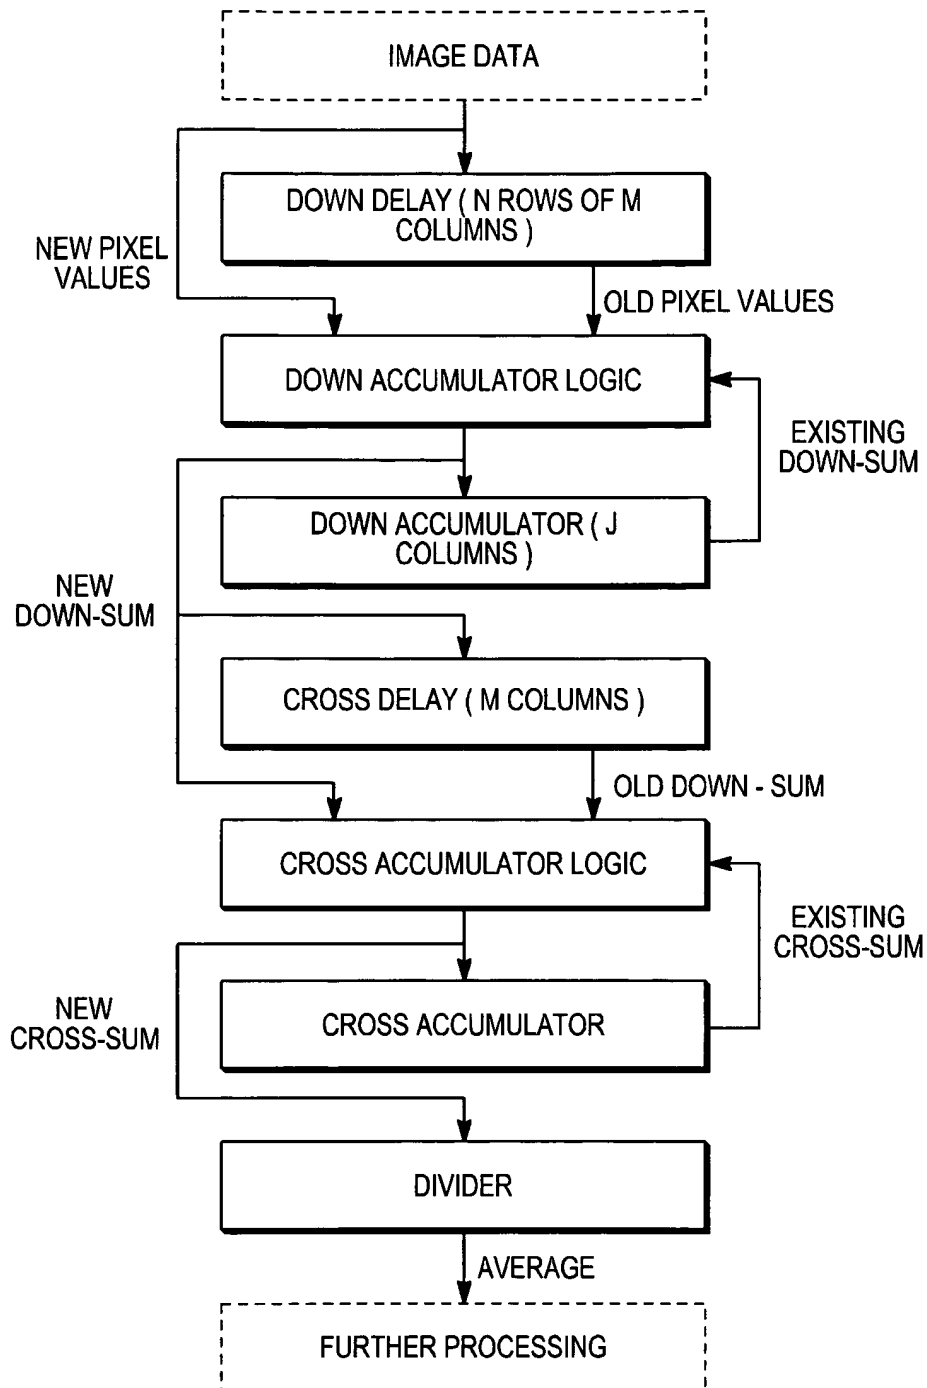 IMAGE DATA
DOWN DELAY ( N ROWS OF M
COLUMNS )
NEW PIXEL
VALUES
OLD PIXEL VALUES
DOWN ACCUMULATOR LOGIC
EXISTING
DOWN-SUM
DOWN ACCUMULATOR ( J
COLUMNS )
NEW
DOWN-SUM
CROSS DELAY ( M COLUMNS )
OLD DOWN - SUM
CROSS ACCUMULATOR LOGIC
EXISTING
CROSS-SUM
NEW
CROSS-SUM
CROSS ACCUMULATOR
DIVIDER
AVERAGE
FURTHER PROCESSING